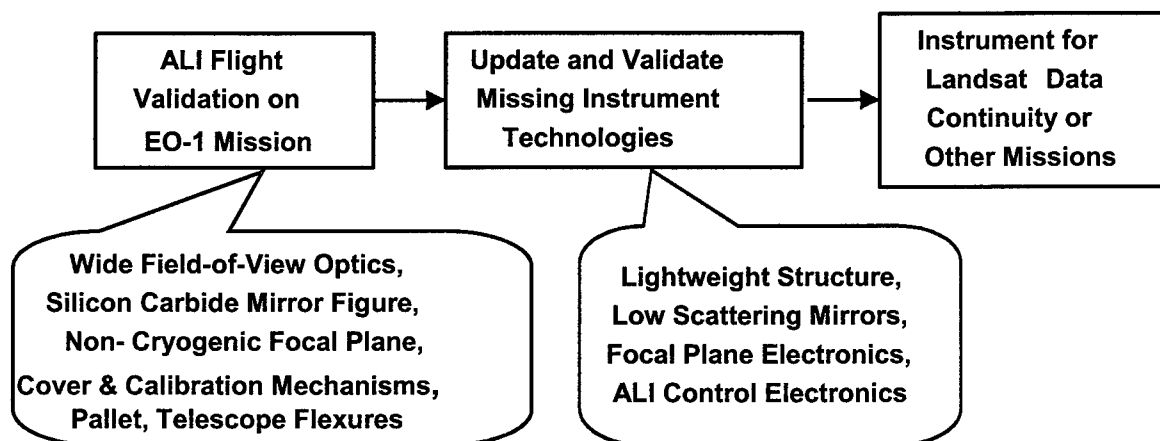 ALI Flight
Validation on
EO-1 Mission
Update and Validate
Missing Instrument
Technologies
Instrument for
Landsat Data
Continuity or
Other Missions
Wide Field-of-View Optics,
Silicon Carbide Mirror Figure,
Non- Cryogenic Focal Plane,
Cover & Calibration Mechanisms,
Pallet, Telescope Flexures
Lightweight Structure,
Low Scattering Mirrors,
Focal Plane Electronics,
ALI Control Electronics